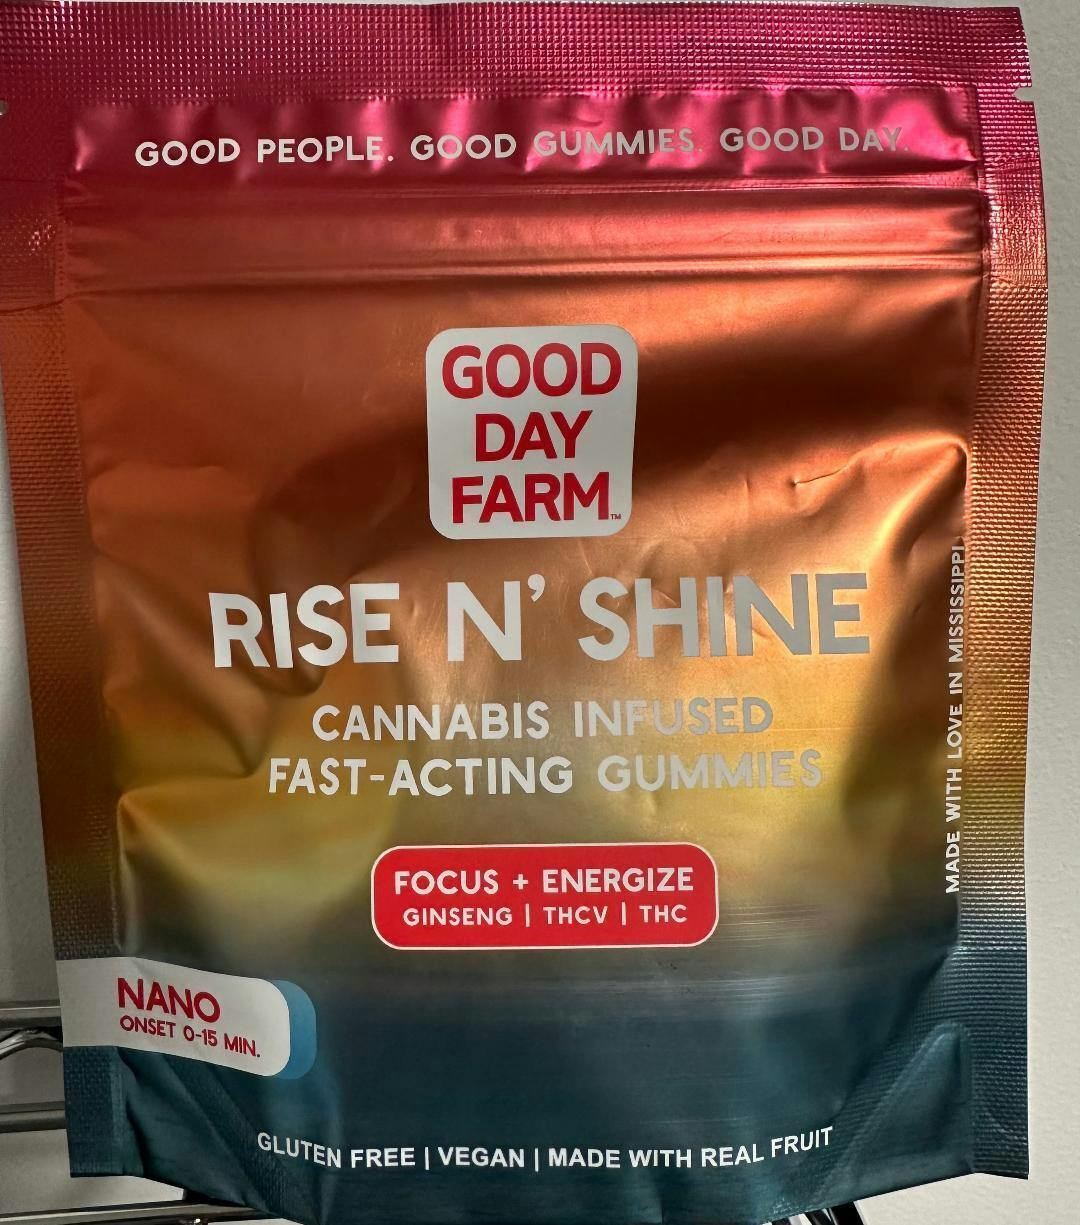 GOOD PEOPLE. GOOD GUMMIES. GOOD DAY.
GOOD
DAY
FARM™
RISE N' SHINE
CANNABIS INFUSED
FAST-ACTING GUMMIES
MADE WITH LOVE IN MISSISSIPPI
FOCUS + ENERGIZE
GINSENG | THCV | THC
NANO
ONSET 0-15 MIN.
GLUTEN FREE | VEGAN | MADE WITH REAL FRUIT